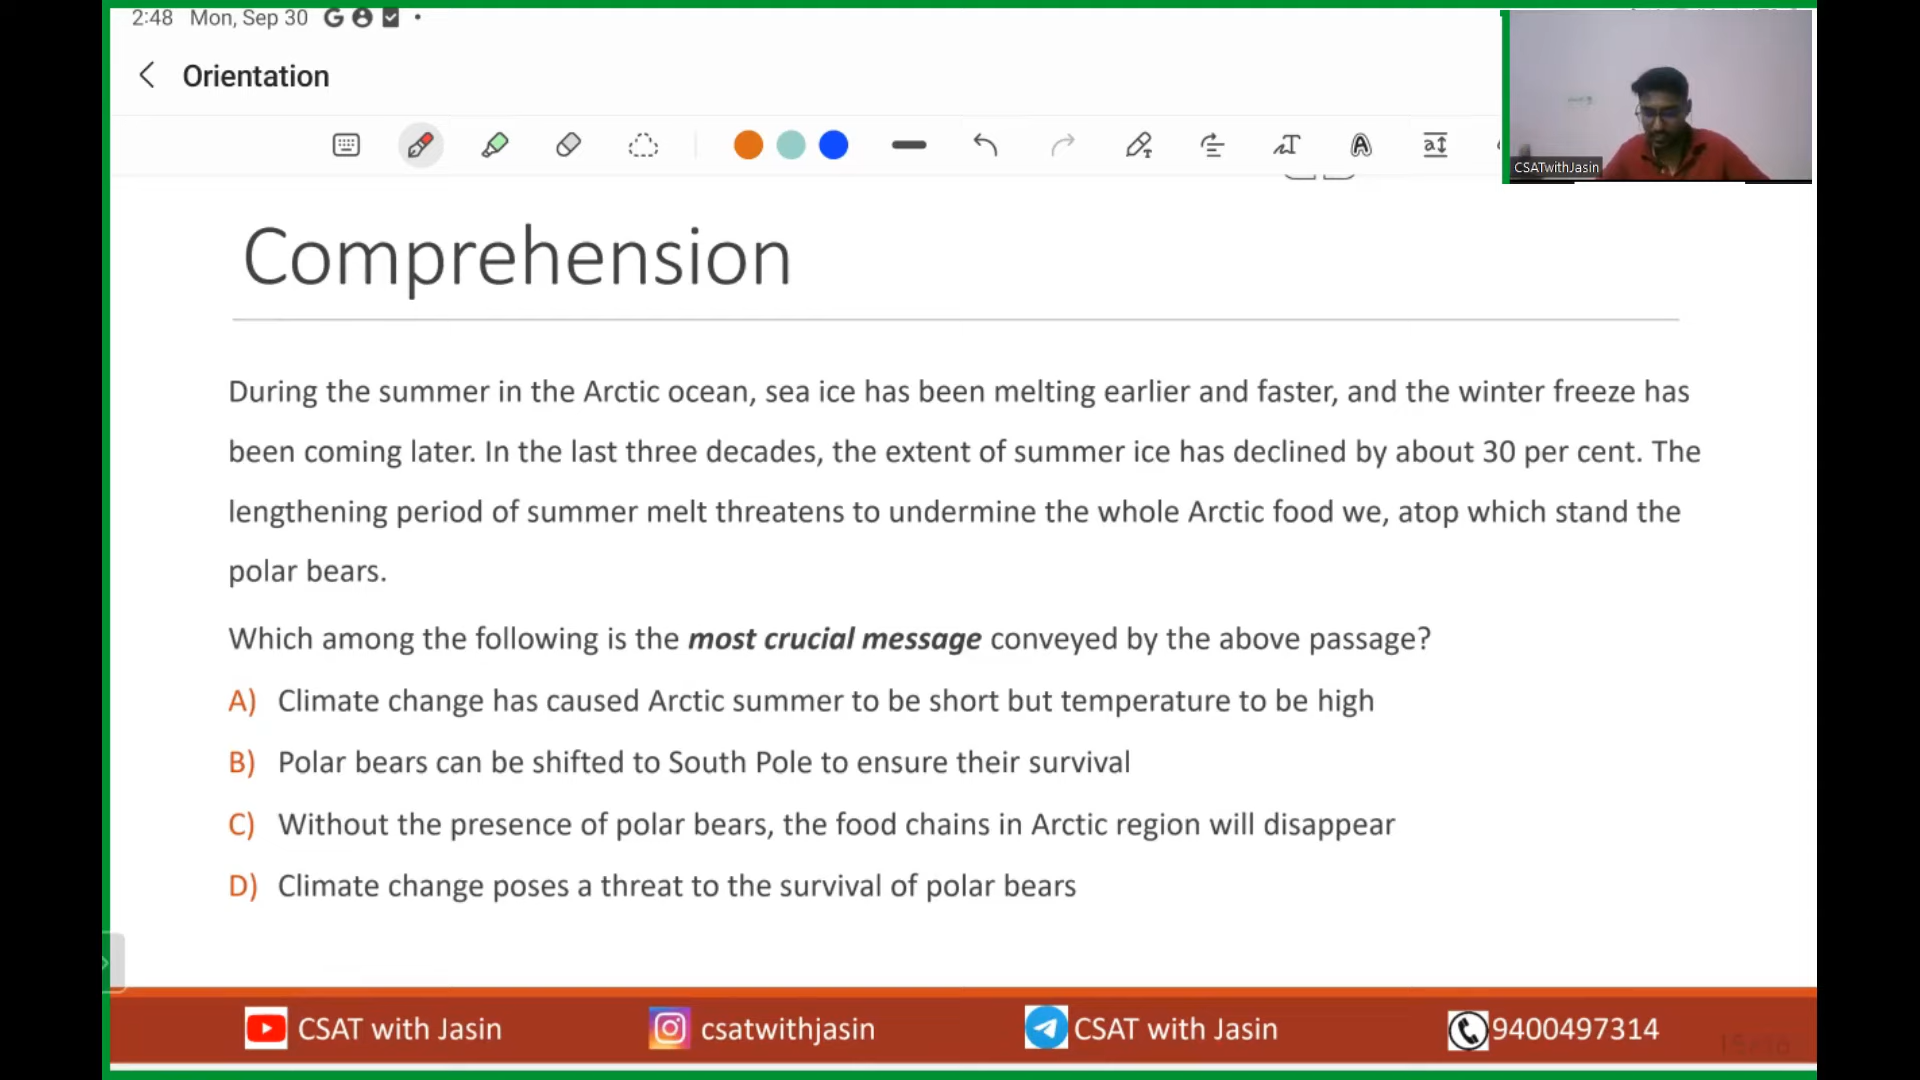 2:48 Mon, Sep 30
Orientation
CSATwithJasin
Comprehension
During the summer in the Arctic ocean, sea ice has been melting earlier and faster, and the winter freeze has
been coming later. In the last three decades, the extent of summer ice has declined by about 30 per cent. The
lengthening period of summer melt threatens to undermine the whole Arctic food we, atop which stand the
polar bears.
Which among the following is the most crucial message conveyed by the above passage?
A) Climate change has caused Arctic summer to be short but temperature to be high
B) Polar bears can be shifted to South Pole to ensure their survival
C) Without the presence of polar bears, the food chains in Arctic region will disappear
D) Climate change poses a threat to the survival of polar bears
CSAT with Jasin csatwithjasin CSAT with Jasin 9400497314